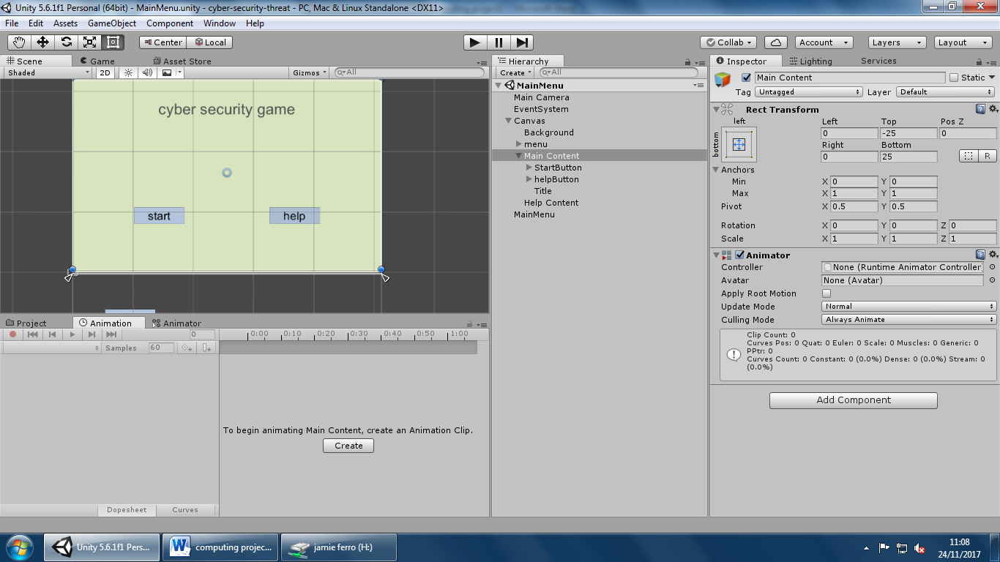 Unity 5.6.1f1 Personal (64bit) - MainMenu.unity - cyber-security-threat - PC, Mac & Linux Standalone <DX11>
File Edit Assets GameObject Component Window Help
Center Local Collab Account Layers Layout
Scene Game Asset Store
Shaded 2D Gizmos All
cyber security game
start help
Hierarchy
Create All
MainMenu
Main Camera
EventSystem
Canvas
Background
menu
Main Content
StartButton
helpButton
Title
Help Content
MainMenu
Inspector Lighting Services
Main Content Static
Tag Untagged Layer Default
Rect Transform
left Left Top Pos Z
bottom 0 -25 0
Right Bottom
0 25 R
Anchors
Min X 0 Y 0
Max X 1 Y 1
Pivot X 0.5 Y 0.5
Rotation X 0 Y 0 Z 0
Scale X 1 Y 1 Z 1
Animator
Controller None (Runtime Animator Controller
Avatar None (Avatar)
Apply Root Motion
Update Mode Normal
Culling Mode Always Animate
Clip Count: 0
Curves Pos: 0 Quat: 0 Euler: 0 Scale: 0 Muscles: 0 Generic: 0
PPtr: 0
Curves Count: 0 Constant: 0 (0.0%) Dense: 0 (0.0%) Stream: 0
(0.0%)
Add Component
Project Animation Animator
0 0:00 0:10 0:20 0:30 0:40 0:50 1:00
Samples 60
To begin animating Main Content, create an Animation Clip.
Create
Dopesheet Curves
Unity 5.6.1f1 Pers... computing projec... jamie ferro (H:)
11:08
24/11/2017